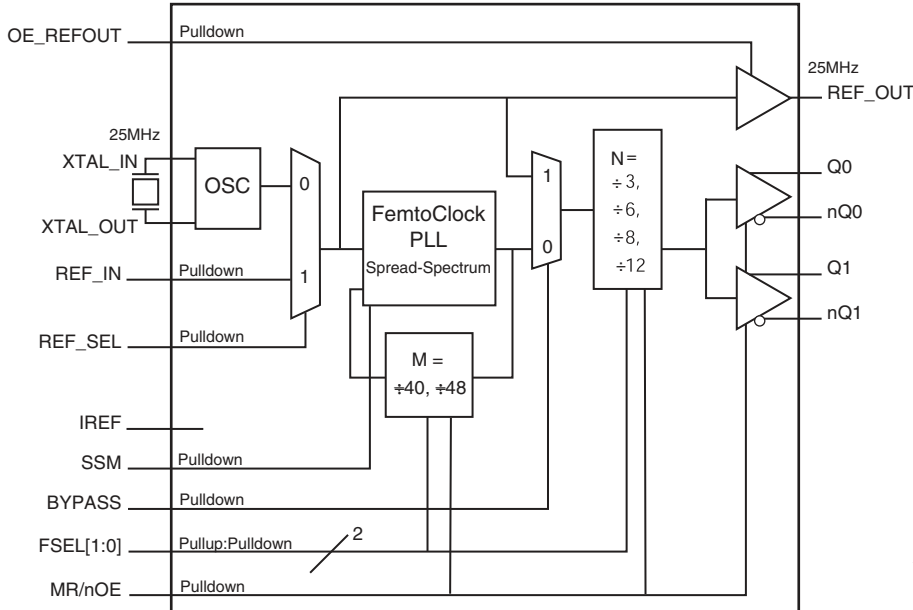 OE_REFOUT
Pulldown
25MHz
REF_OUT
25MHz
XTAL_IN
OSC
XTAL_OUT
0
1
REF_IN
Pulldown
REF_SEL
Pulldown
FemtoClock
PLL
Spread-Spectrum
1
0
N=
÷3,
÷6,
÷8,
÷12
Q0
nQ0
Q1
nQ1
M =
÷40, ÷48
IREF
SSM
Pulldown
BYPASS
Pulldown
FSEL[1:0]
Pullup:Pulldown
2
MR/nOE
Pulldown